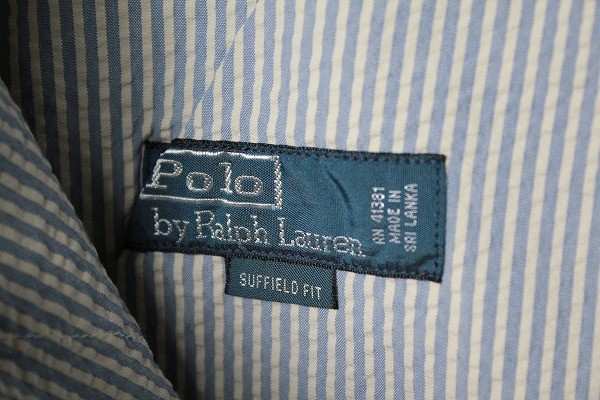 Polo
by Ralph Lauren
RN 41381
MADE IN
SRI LANKA
SUFFIELD FIT